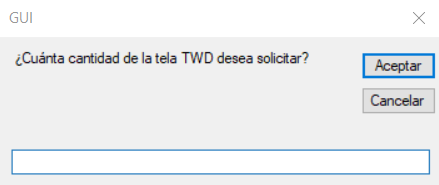 GUI
¿Cuánta cantidad de la tela TWD desea solicitar?
Aceptar
Cancelar